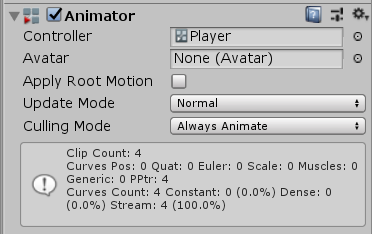 Animator
Controller Player
Avatar None (Avatar)
Apply Root Motion
Update Mode Normal
Culling Mode Always Animate
Clip Count: 4
Curves Pos: 0 Quat: 0 Euler: 0 Scale: 0 Muscles: 0
Generic: 0 PPtr: 4
Curves Count: 4 Constant: 0 (0.0%) Dense: 0
(0.0%) Stream: 4 (100.0%)